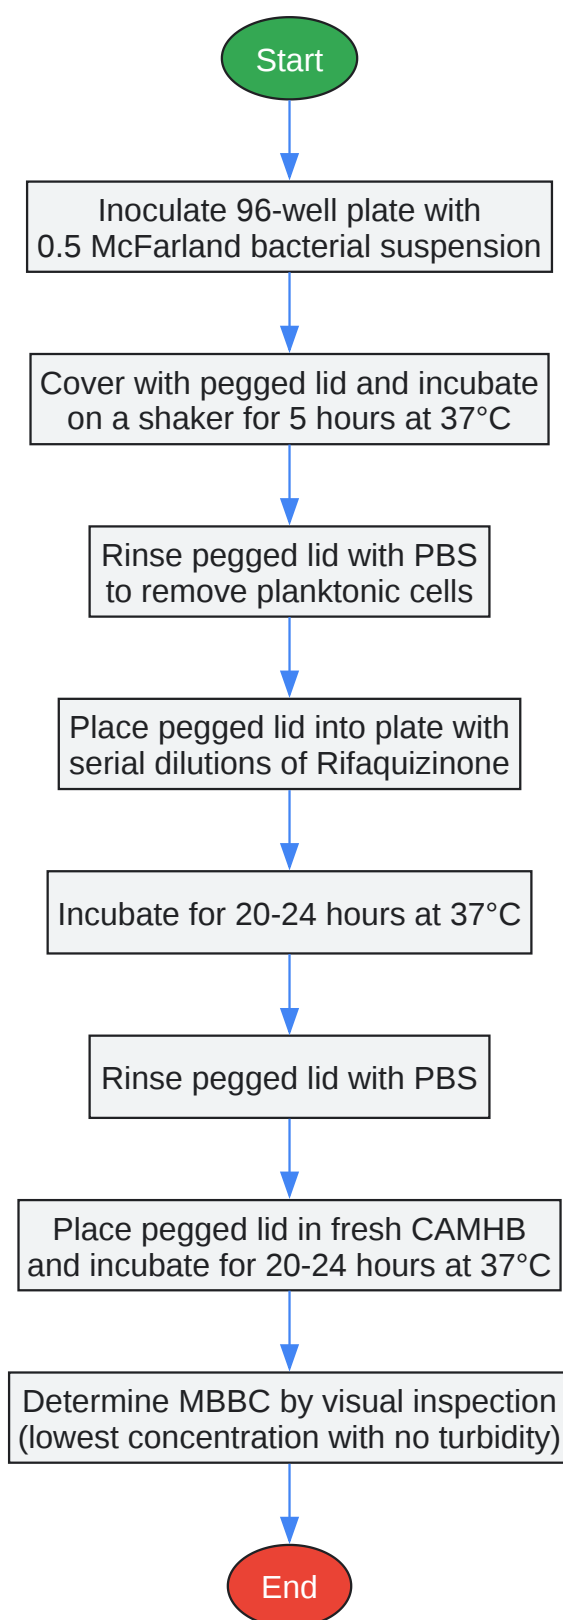 Start
Inoculate 96-well plate with
0.5 McFarland bacterial suspension
Cover with pegged lid and incubate
on a shaker for 5 hours at 37°C
Rinse pegged lid with PBS
to remove planktonic cells
Place pegged lid into plate with
serial dilutions of Rifaquizinone
Incubate for 20-24 hours at 37°C
Rinse pegged lid with PBS
Place pegged lid in fresh CAMHB
and incubate for 20-24 hours at 37°C
Determine MBBC by visual inspection
(lowest concentration with no turbidity)
End